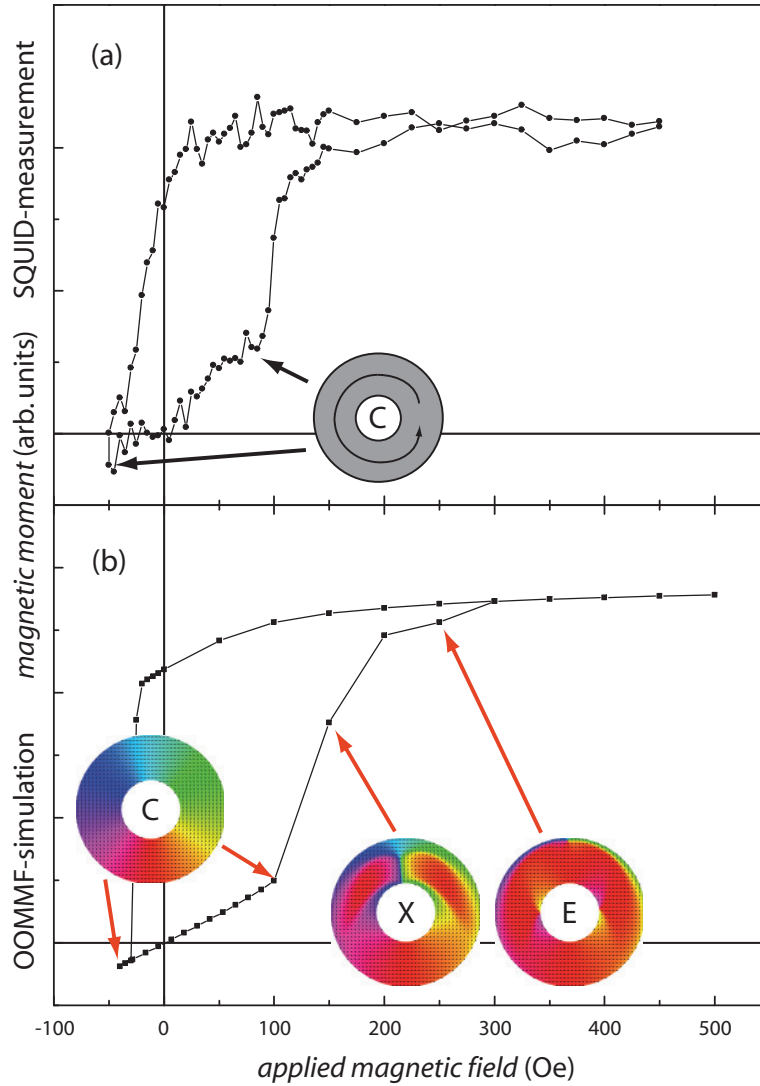 (a)
SQUID-measurement
C
magnetic moment (arb. units)
(b)
OOMMF-simulation
C
X
E
-100 0 100 200 300 400 500
applied magnetic field (Oe)